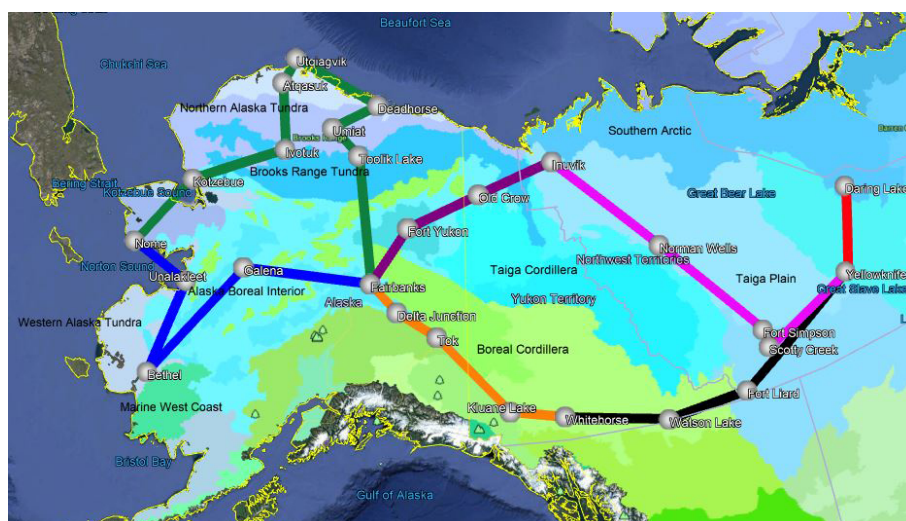 Beaufort Sea
Chukchi Sea
Utqiagvik
Atqasuk
Northern Alaska Tundra
Deadhorse
Umiat
Southern Arctic
Ivotuk
Toolik Lake
Brooks Range Tundra
Inuvik
Bering Strait
Kotzebue
Kotzebue Sound
Great Bear Lake
Daring Lake
Old Crow
Fort Yukon
Nome
Norman Wells
Northwest Territories
Norton Sound
Unalakleet
Galena
Taiga Cordillera
Taiga Plain
Yellowknife
Great Slave Lake
Alaska Boreal Interior
Fairbanks
Alaska
Yukon Territory
Delta Junction
Western Alaska Tundra
Tok
Fort Simpson
Scotty Creek
Boreal Cordillera
Bethel
Fort Liard
Marine West Coast
Kluane Lake
Whitehorse
Watson Lake
Bristol Bay
Gulf of Alaska